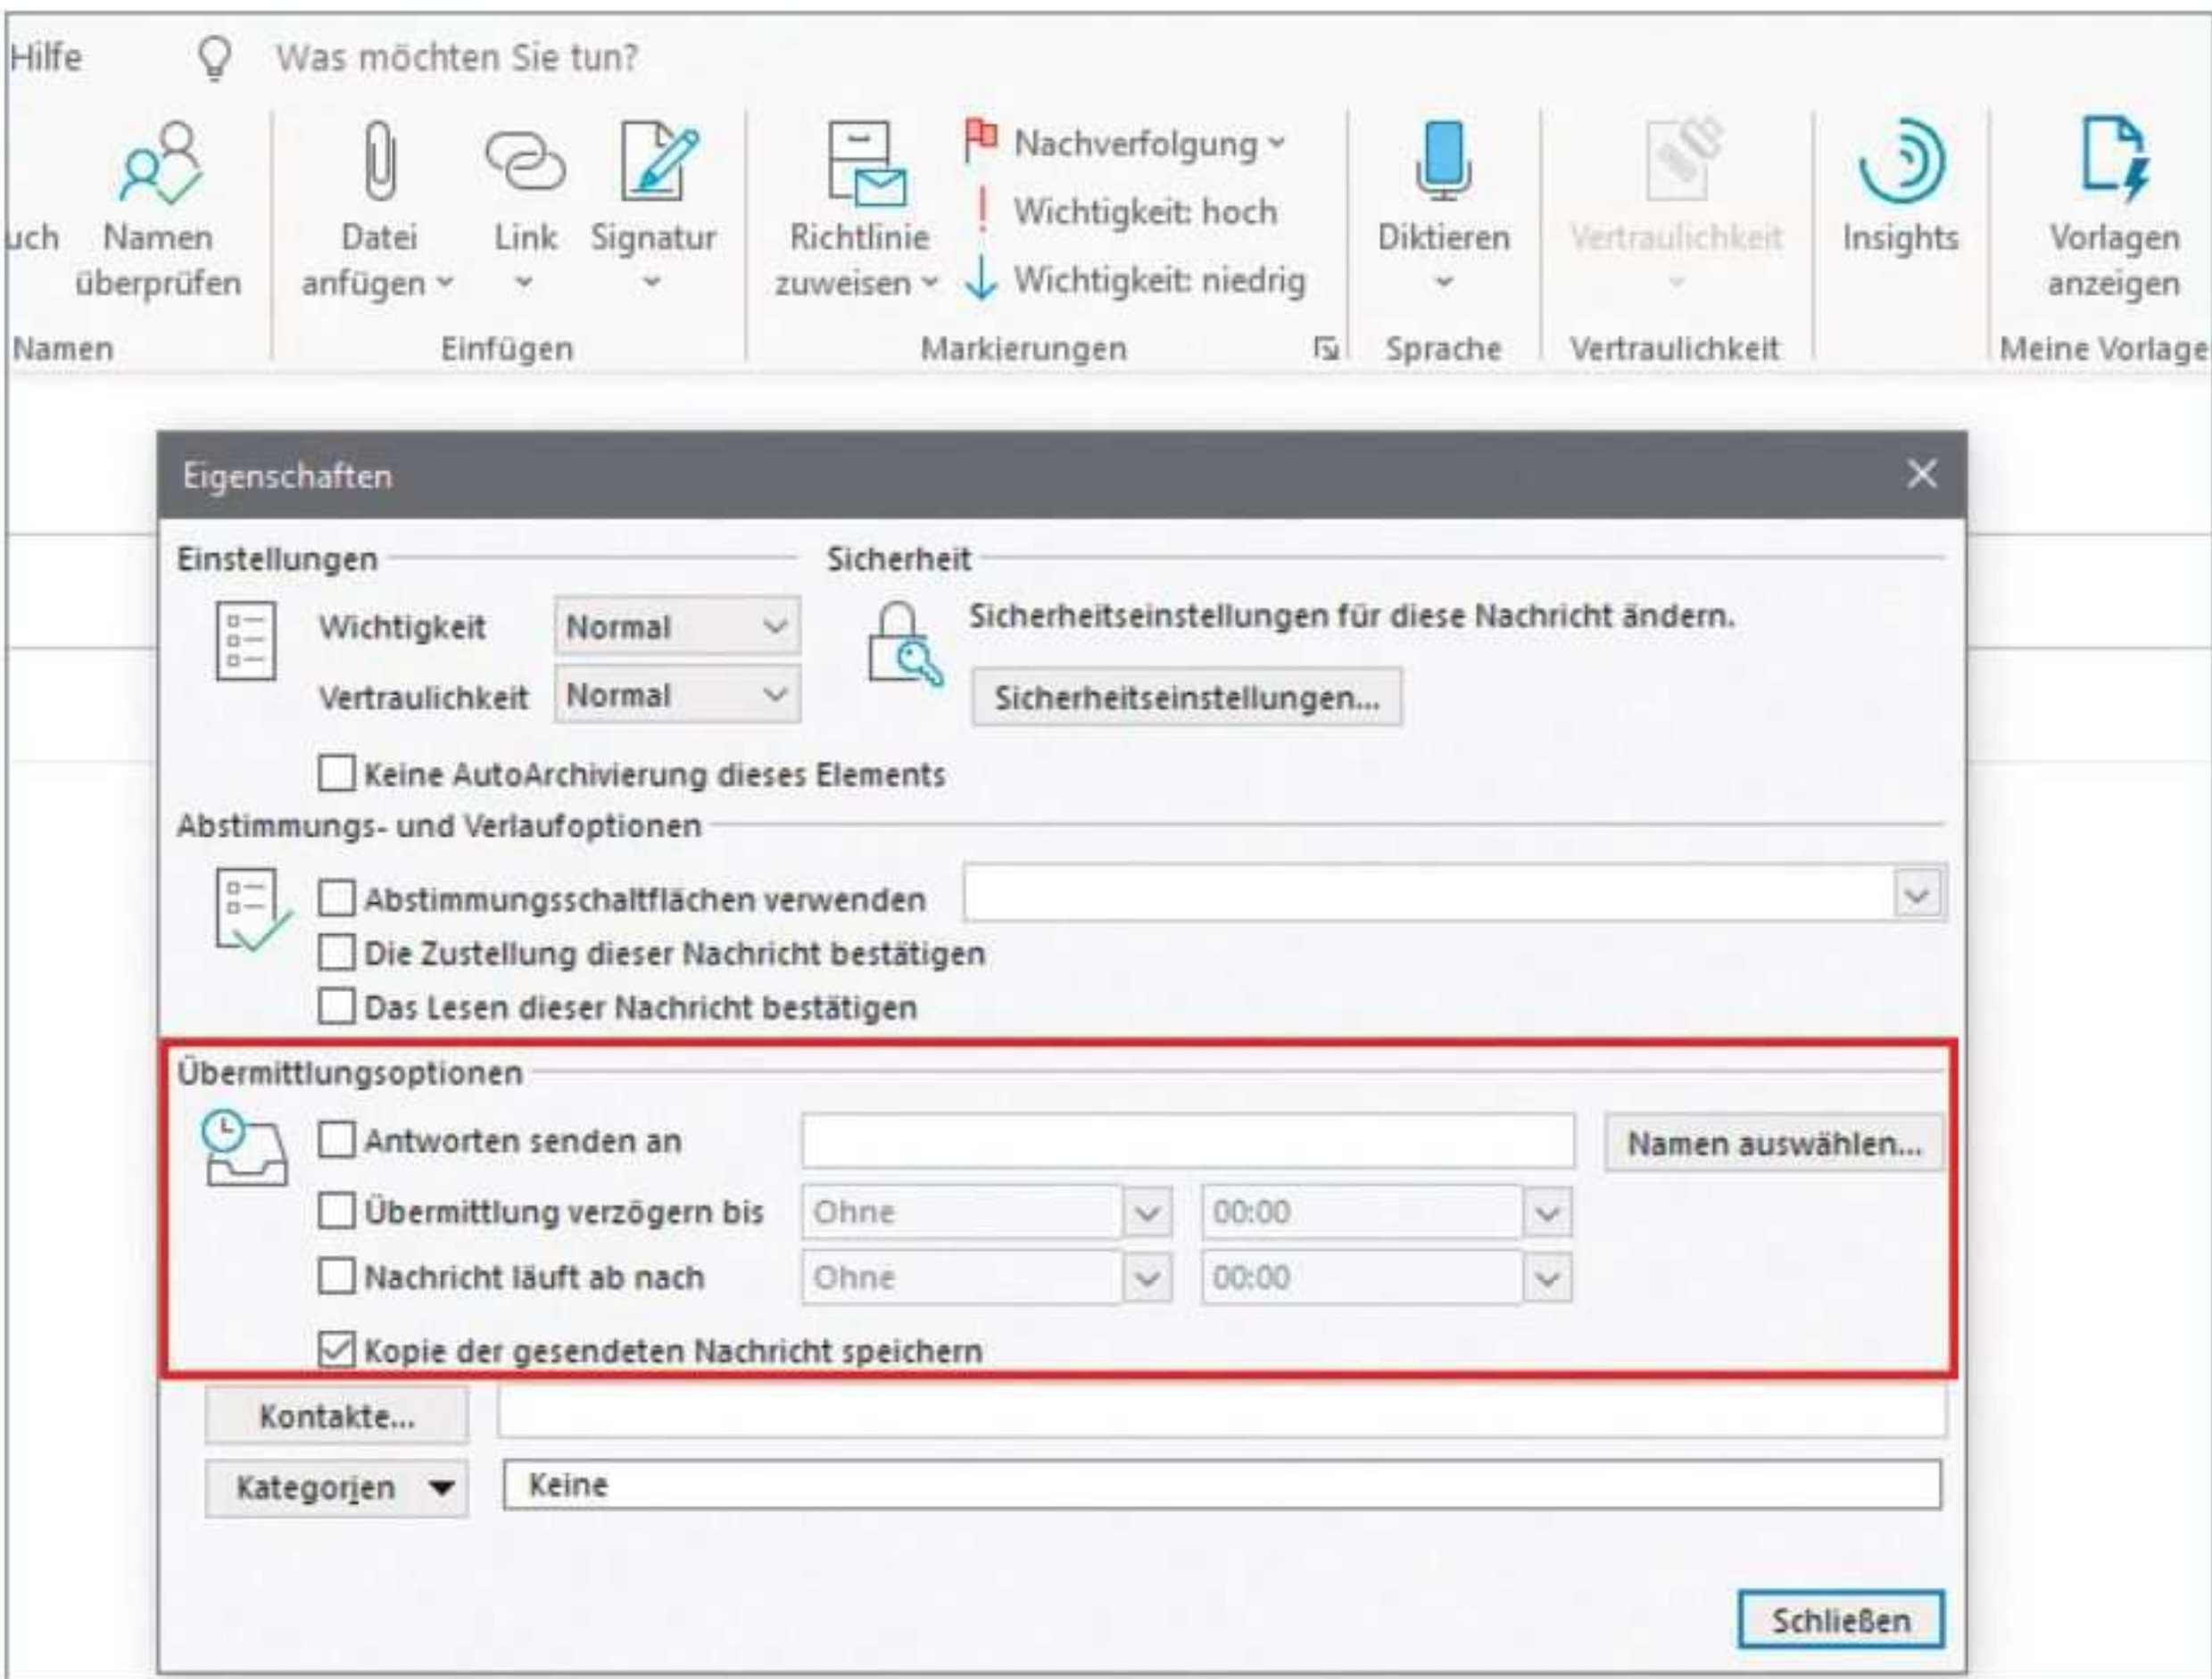 Hilfe Was möchten Sie tun?
uch Namen überprüfen Datei anfügen Link Signatur Richtlinie zuweisen Nachverfolgung Diktieren Vertraulichkeit Insights Vorlagen anzeigen
Wichtigkeit: hoch
Wichtigkeit: niedrig
Namen Einfügen Markierungen Sprache Vertraulichkeit Meine Vorlage
Eigenschaften
Einstellungen Sicherheit
Wichtigkeit Normal Sicherheitseinstellungen für diese Nachricht ändern.
Vertraulichkeit Normal Sicherheitseinstellungen...
Keine AutoArchivierung dieses Elements
Abstimmungs- und Verlaufoptionen
Abstimmungsschaltflächen verwenden
Die Zustellung dieser Nachricht bestätigen
Das Lesen dieser Nachricht bestätigen
Übermittlungsoptionen
Antworten senden an Namen auswählen...
Übermittlung verzögern bis Ohne 00:00
Nachricht läuft ab nach Ohne 00:00
Kopie der gesendeten Nachricht speichern
Kontakte...
Kategorien Keine
Schließen